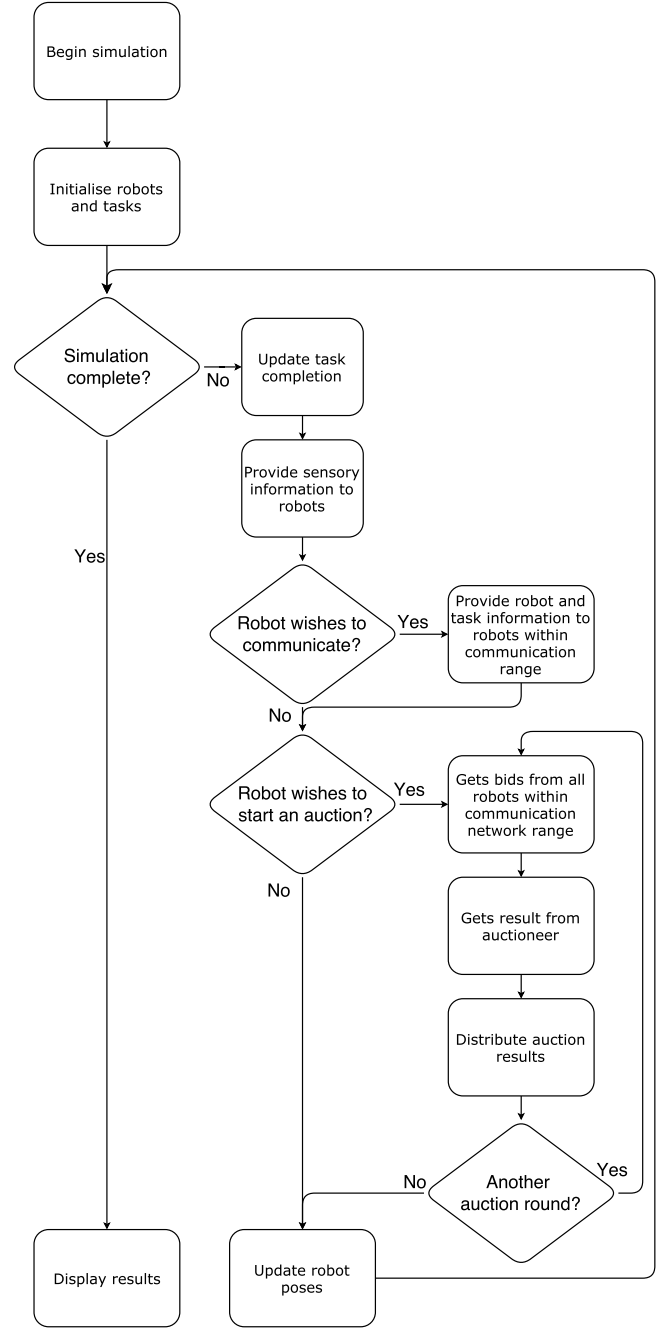 Begin simulation
Initialise robots
and tasks
Simulation
complete?
No
Update task
completion
Provide sensory
information to
robots
Yes
Robot wishes to
communicate?
Yes
Provide robot and
task information to
robots within
communication
range
No
Robot wishes to
start an auction?
Yes
Gets bids from all
robots within
communication
network range
No
Gets result from
auctioneer
Distribute auction
results
Another
auction round?
Yes
No
Display results
Update robot
poses